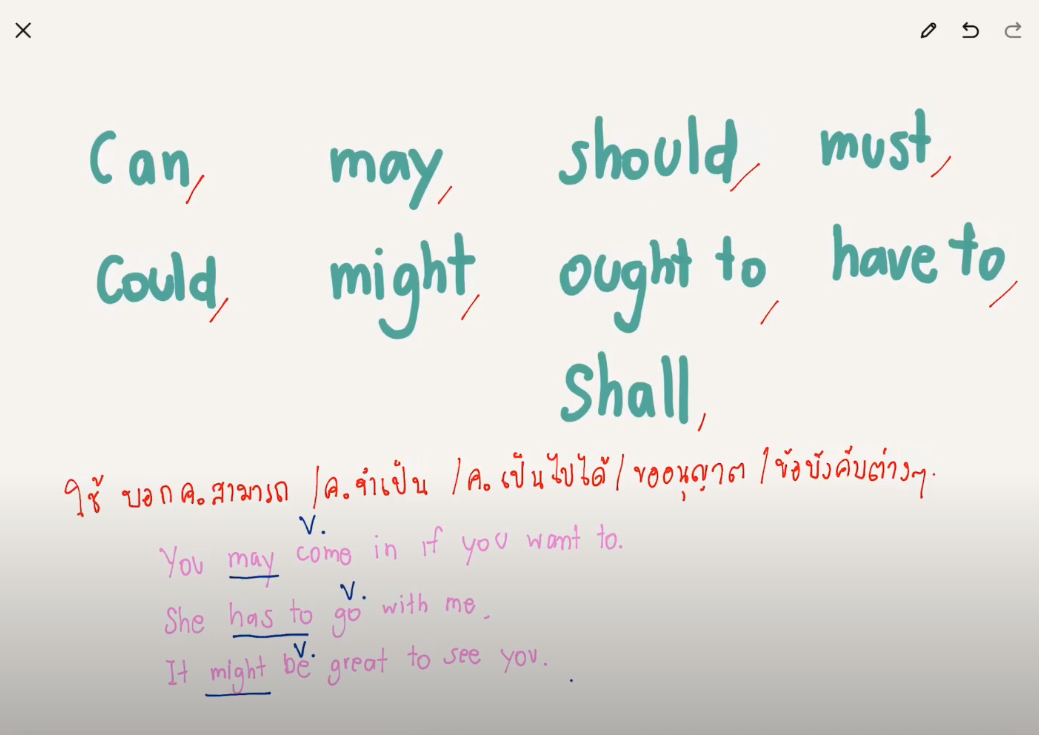 Can, may, should, must,
Could, might, ought to, have to,
Shall,
ใช้ บอก ค.สามารถ / ค.จำเป็น / ค.เป็นไปได้ / ขออนุญาต / ข้อบังคับต่างๆ.
V.
You may come in if you want to.
V.
She has to go with me.
V.
It might be great to see you.